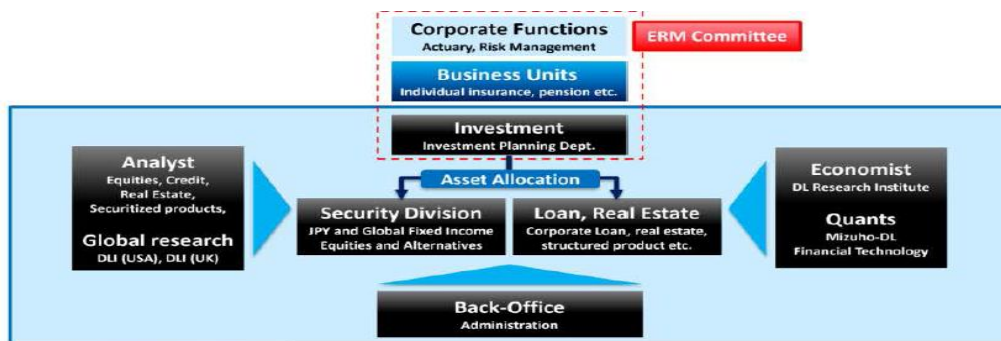 Corporate Functions
Actuary, Risk Management
ERM Committee
Business Units
Individual insurance, pension etc.
Investment
Investment Planning Dept.
Asset Allocation
Analyst
Equities, Credit,
Real Estate,
Securitized products,
Global research
DLI (USA), DLI (UK)
Security Division
JPY and Global Fixed Income
Equities and Alternatives
Loan, Real Estate
Corporate Loan, real estate,
structured product etc.
Economist
DL Research Institute
Quants
Mizuho-DL
Financial Technology
Back-Office
Administration